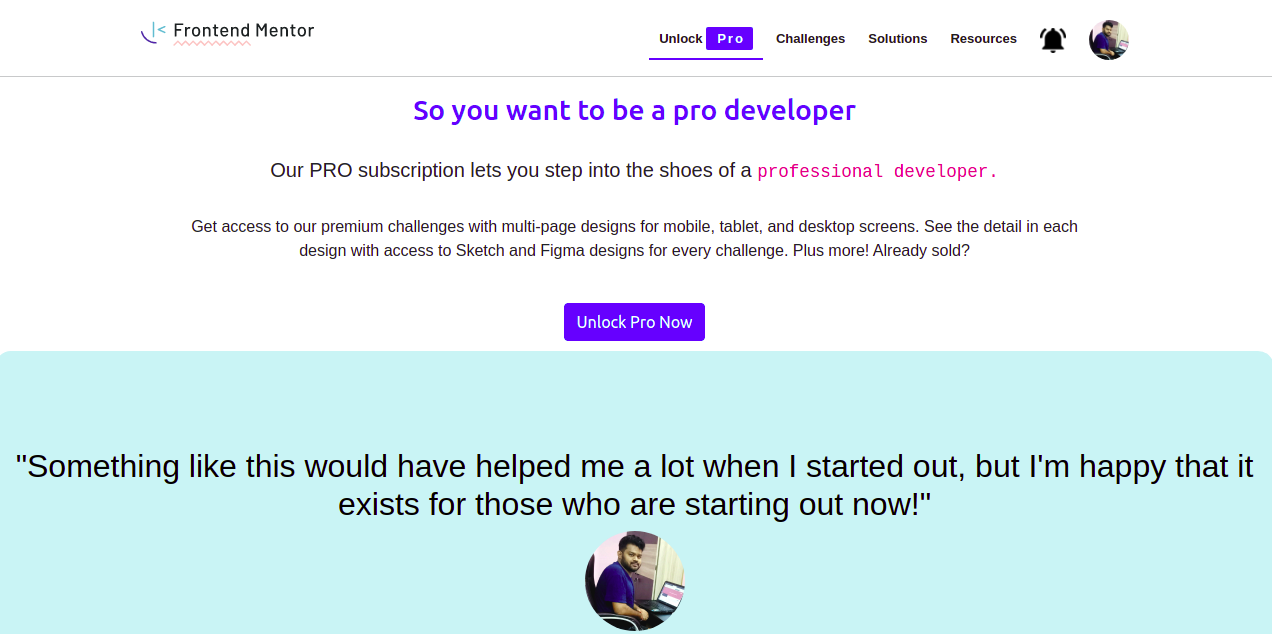 Frontend Mentor
Unlock Pro Challenges Solutions Resources
So you want to be a pro developer
Our PRO subscription lets you step into the shoes of a professional developer.
Get access to our premium challenges with multi-page designs for mobile, tablet, and desktop screens. See the detail in each
design with access to Sketch and Figma designs for every challenge. Plus more! Already sold?
Unlock Pro Now
"Something like this would have helped me a lot when I started out, but I'm happy that it
exists for those who are starting out now!"